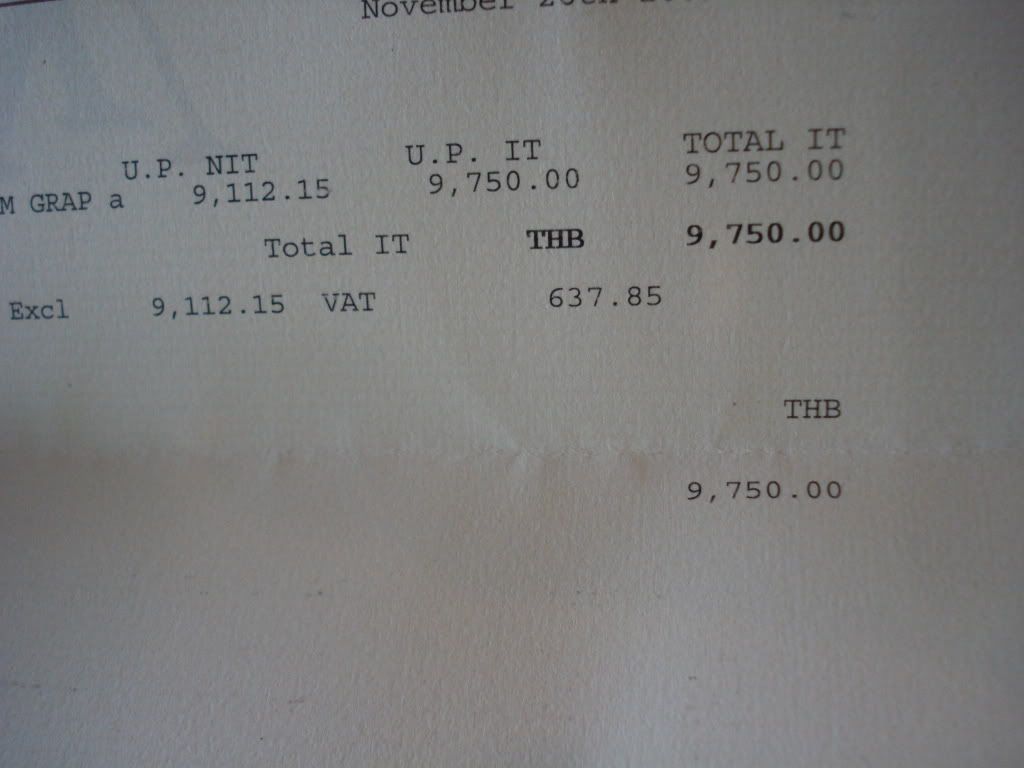 November
U.P. NIT U.P. IT TOTAL IT
M GRAP a 9,112.15 9,750.00 9,750.00
Total IT THB 9,750.00
Excl 9,112.15 VAT 637.85
THB
9,750.00